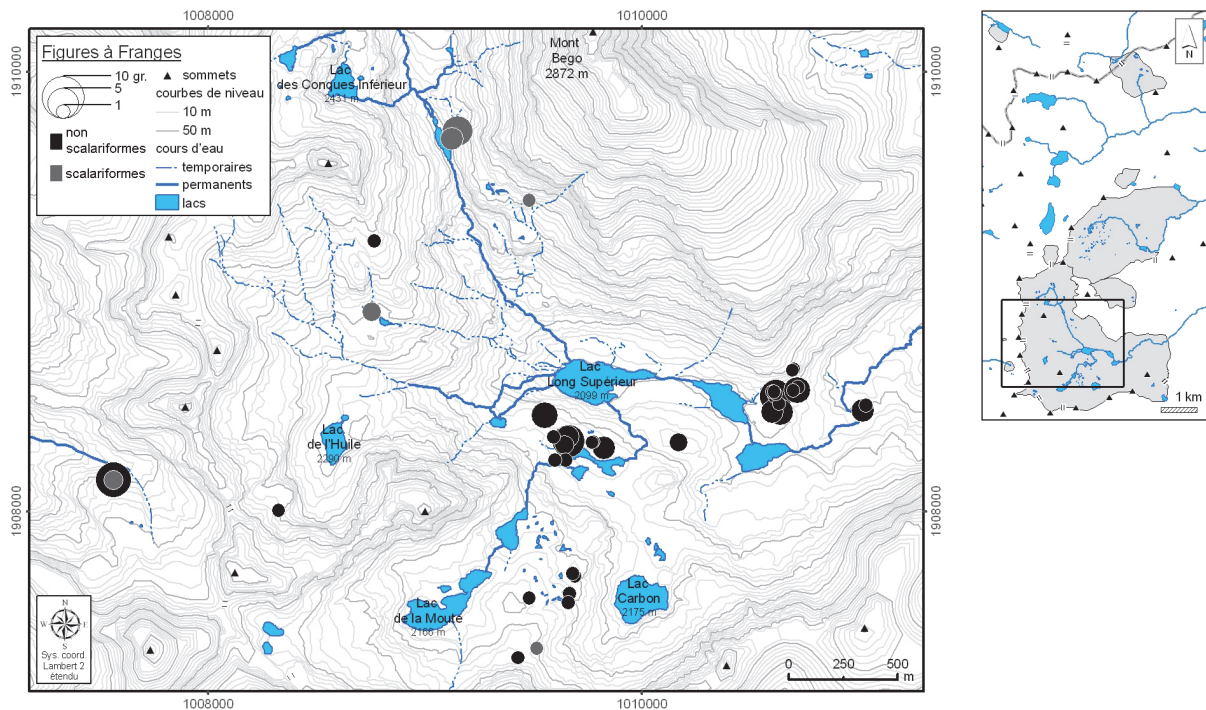 1008000
1010000
1910000
1910000
Figures à Franges
10 gr.
5
1
non
scalariformes
scalariformes
sommets
courbes de niveau
10 m
50 m
cours d'eau
temporaires
permanents
lacs
Lac
des Conques Inférieur
2431 m
Mont
Bego
2872 m
Lac
Long Supérieur
2099 m
Lac
de l'Huile
2290 m
Lac
de la Moute
2166 m
Lac
Carbon
2175 m
1908000
1908000
N
W
E
S
Sys. coord.
Lambert 2
étendu
0
250
500
m
1008000
1010000
N
1 km